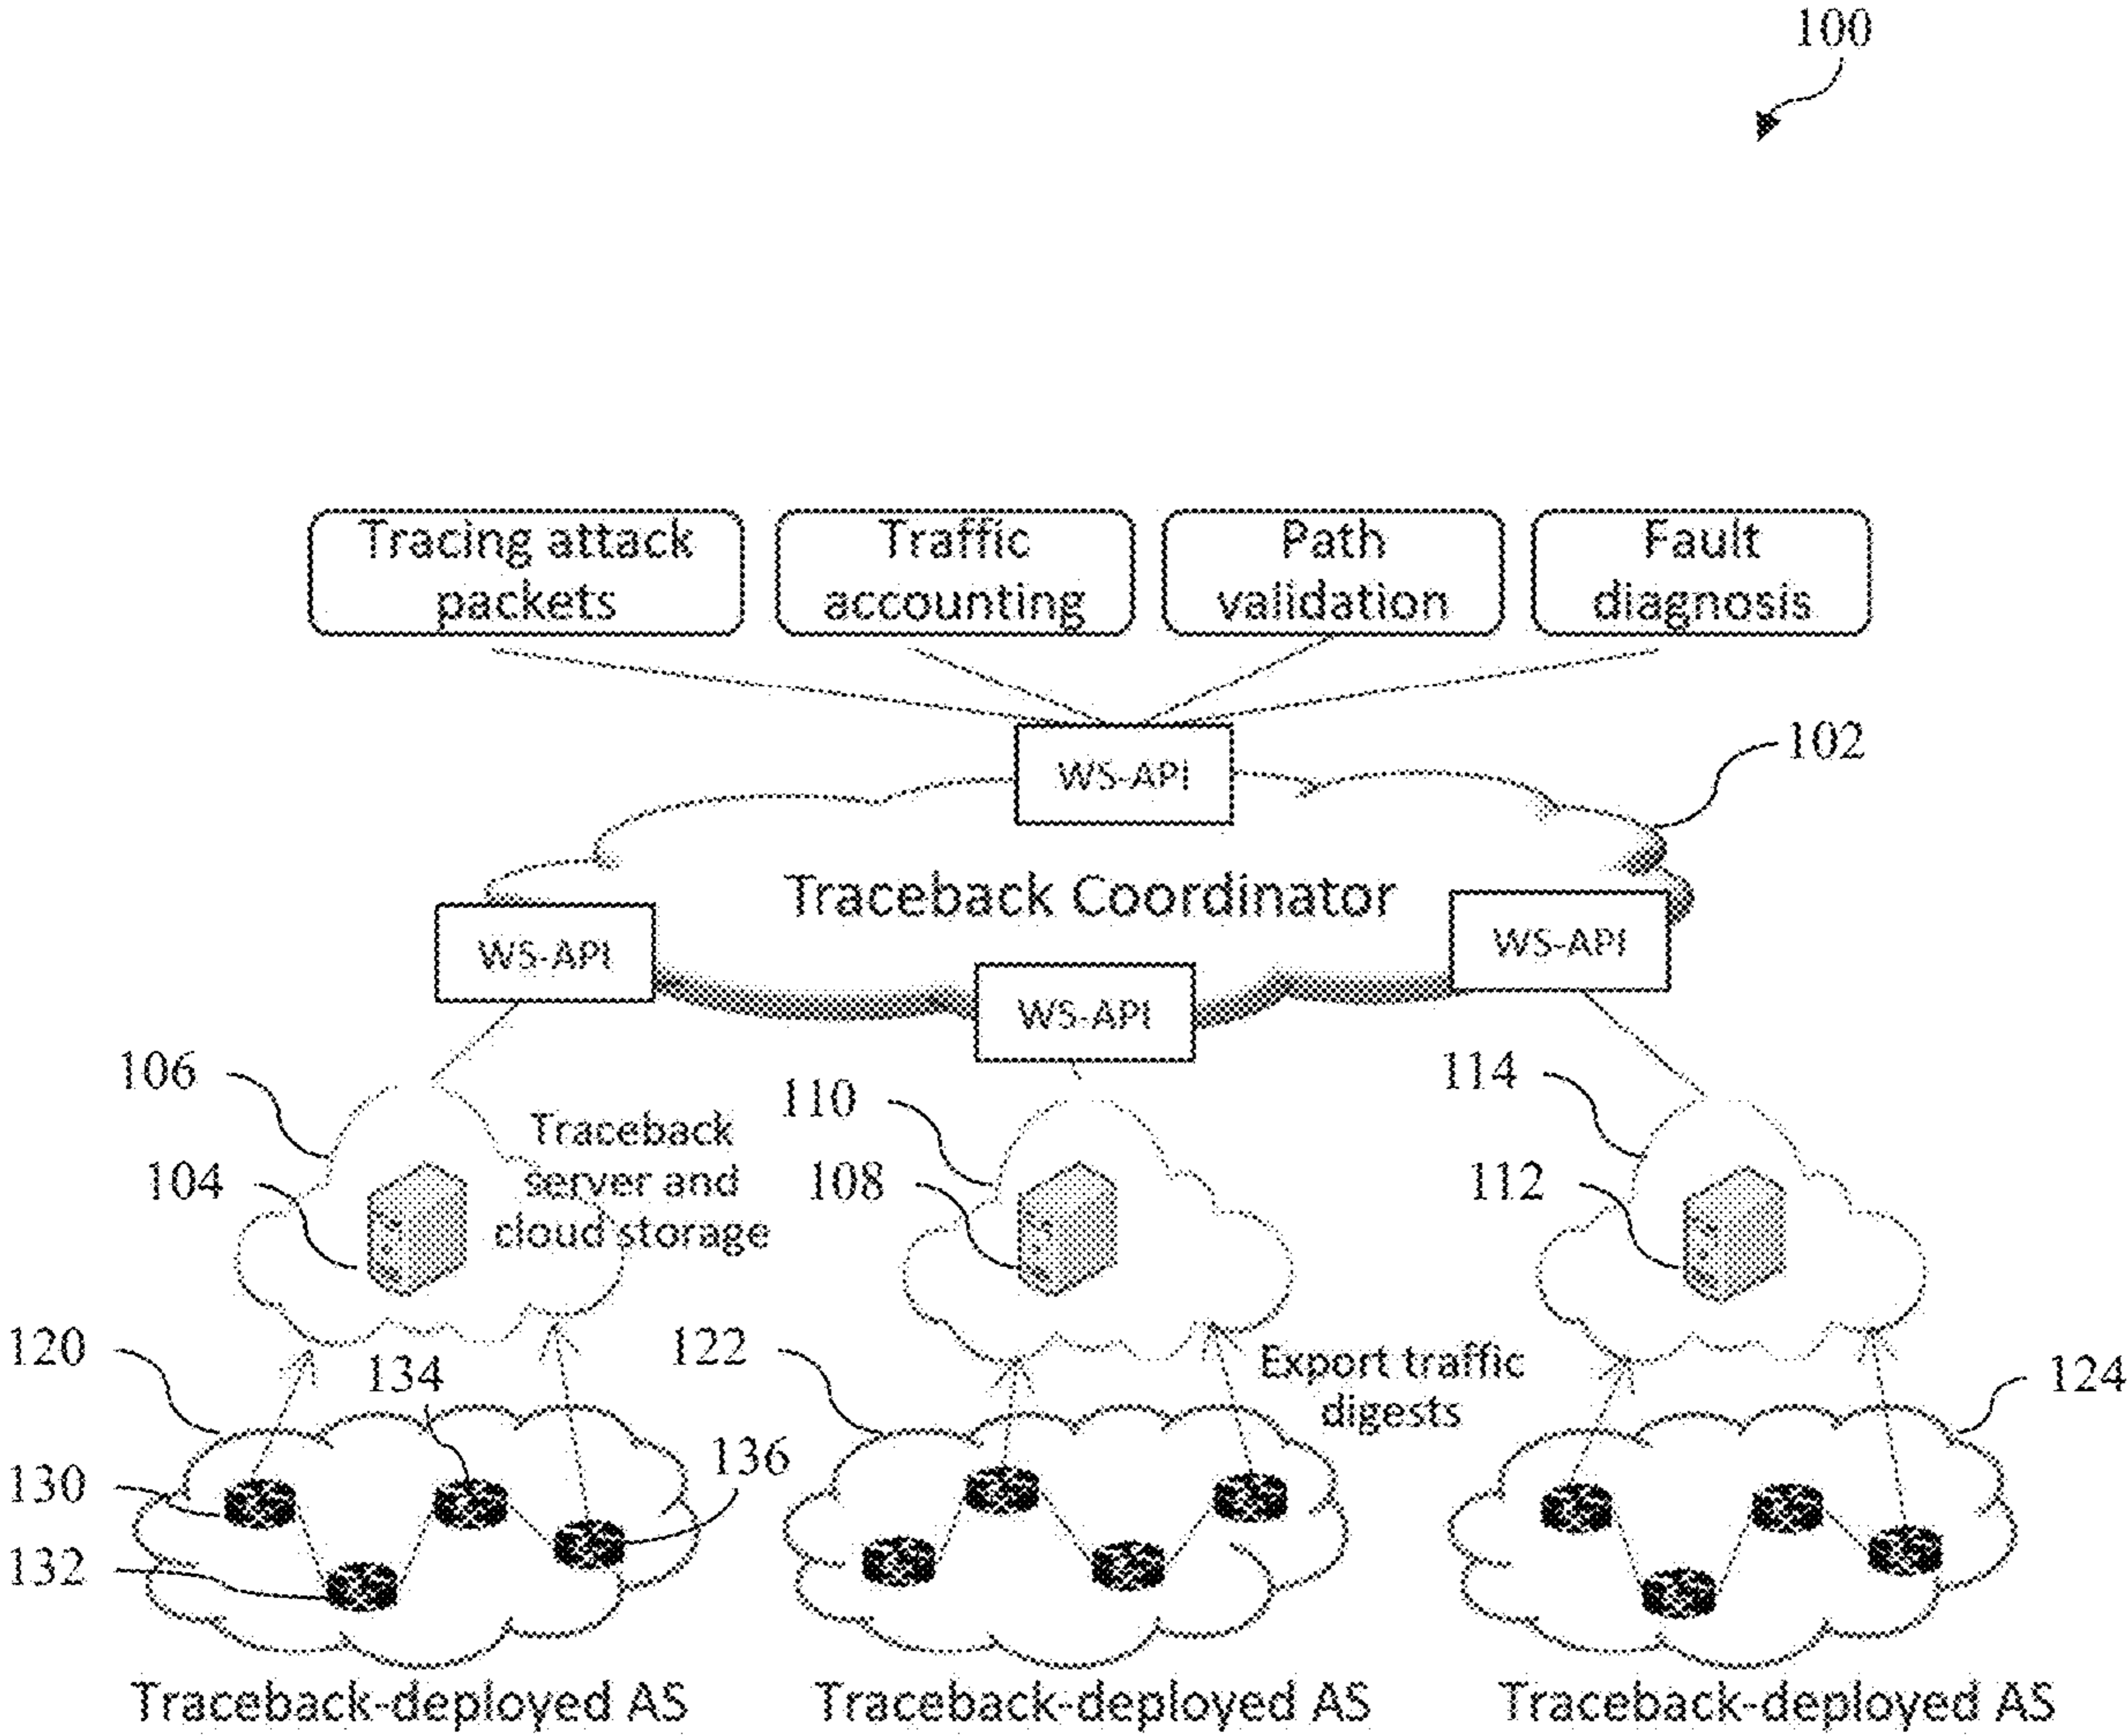 100
Tracing attack
packets
Traffic
accounting
Path
validation
Fault
diagnosis
WS-API
102
Traceback Coordinator
WS-API
WS-API
WS-API
106
104
Traceback
server and
cloud storage
110
108
114
112
120
134
130
132
136
122
Export traffic
digests
124
Traceback-deployed AS
Traceback-deployed AS
Traceback-deployed AS